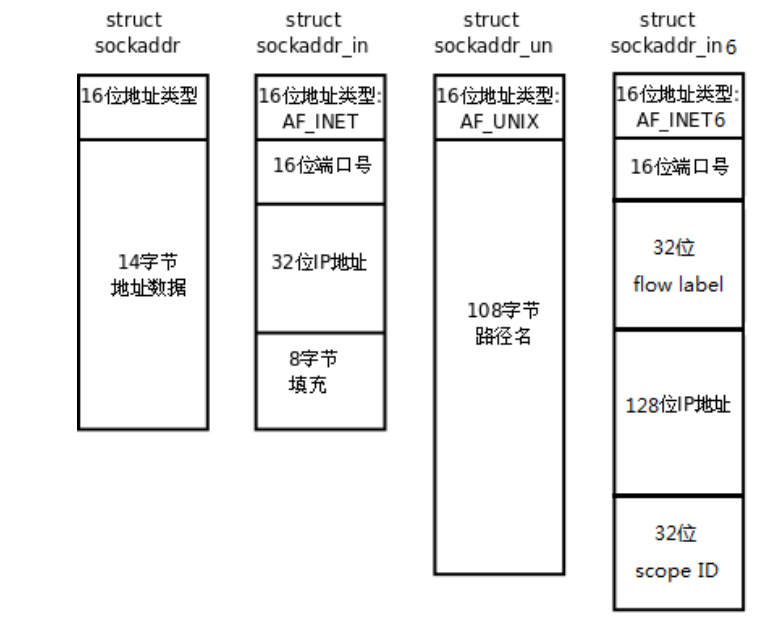 struct
sockaddr
16位地址类型
14字节
地址数据
struct
sockaddr_in
16位地址类型:
AF_INET
16位端口号
32位IP地址
8字节
填充
struct
sockaddr_un
16位地址类型:
AF_UNIX
108字节
路径名
struct
sockaddr_in6
16位地址类型:
AF_INET6
16位端口号
32位
flow label
128位IP地址
32位
scope ID